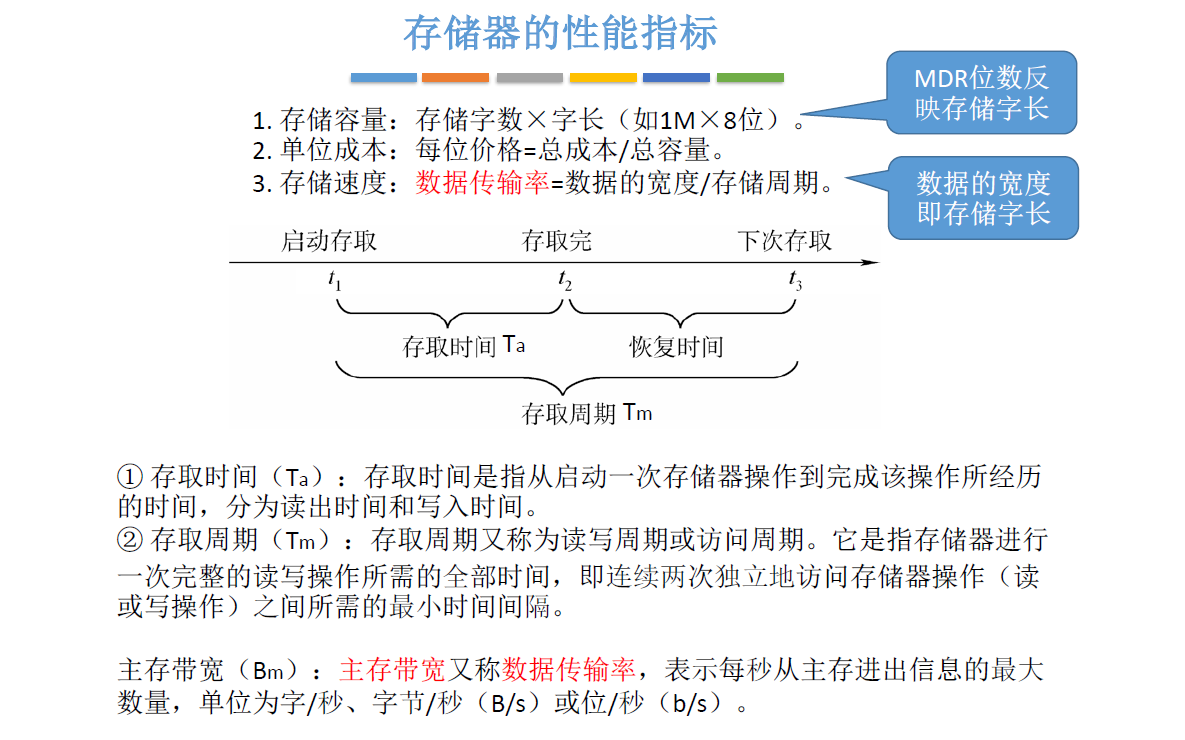 存储器的性能指标
MDR位数反
映存储字长
1. 存储容量：存储字数×字长（如1M×8位）。
2. 单位成本：每位价格=总成本/总容量。
3. 存储速度：数据传输率=数据的宽度/存储周期。
数据的宽度
即存储字长
启动存取 存取完 下次存取
t1 t2 t3
存取时间 Ta 恢复时间
存取周期 Tm
① 存取时间（Ta）：存取时间是指从启动一次存储器操作到完成该操作所经历
的时间，分为读出时间和写入时间。
② 存取周期（Tm）：存取周期又称为读写周期或访问周期。它是指存储器进行
一次完整的读写操作所需的全部时间，即连续两次独立地访问存储器操作（读
或写操作）之间所需的最小时间间隔。
主存带宽（Bm）：主存带宽又称数据传输率，表示每秒从主存进出信息的最大
数量，单位为字/秒、字节/秒（B/s）或位/秒（b/s）。